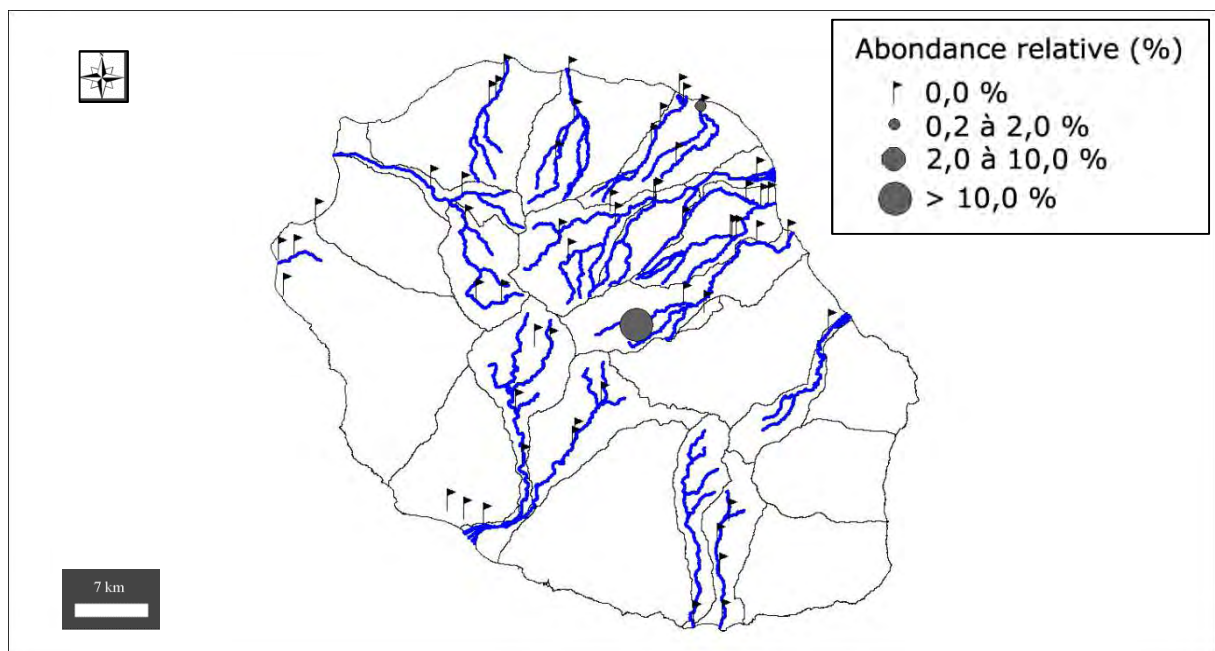 Abondance relative (%)
0,0 %
0,2 à 2,0 %
2,0 à 10,0 %
> 10,0 %
7 km